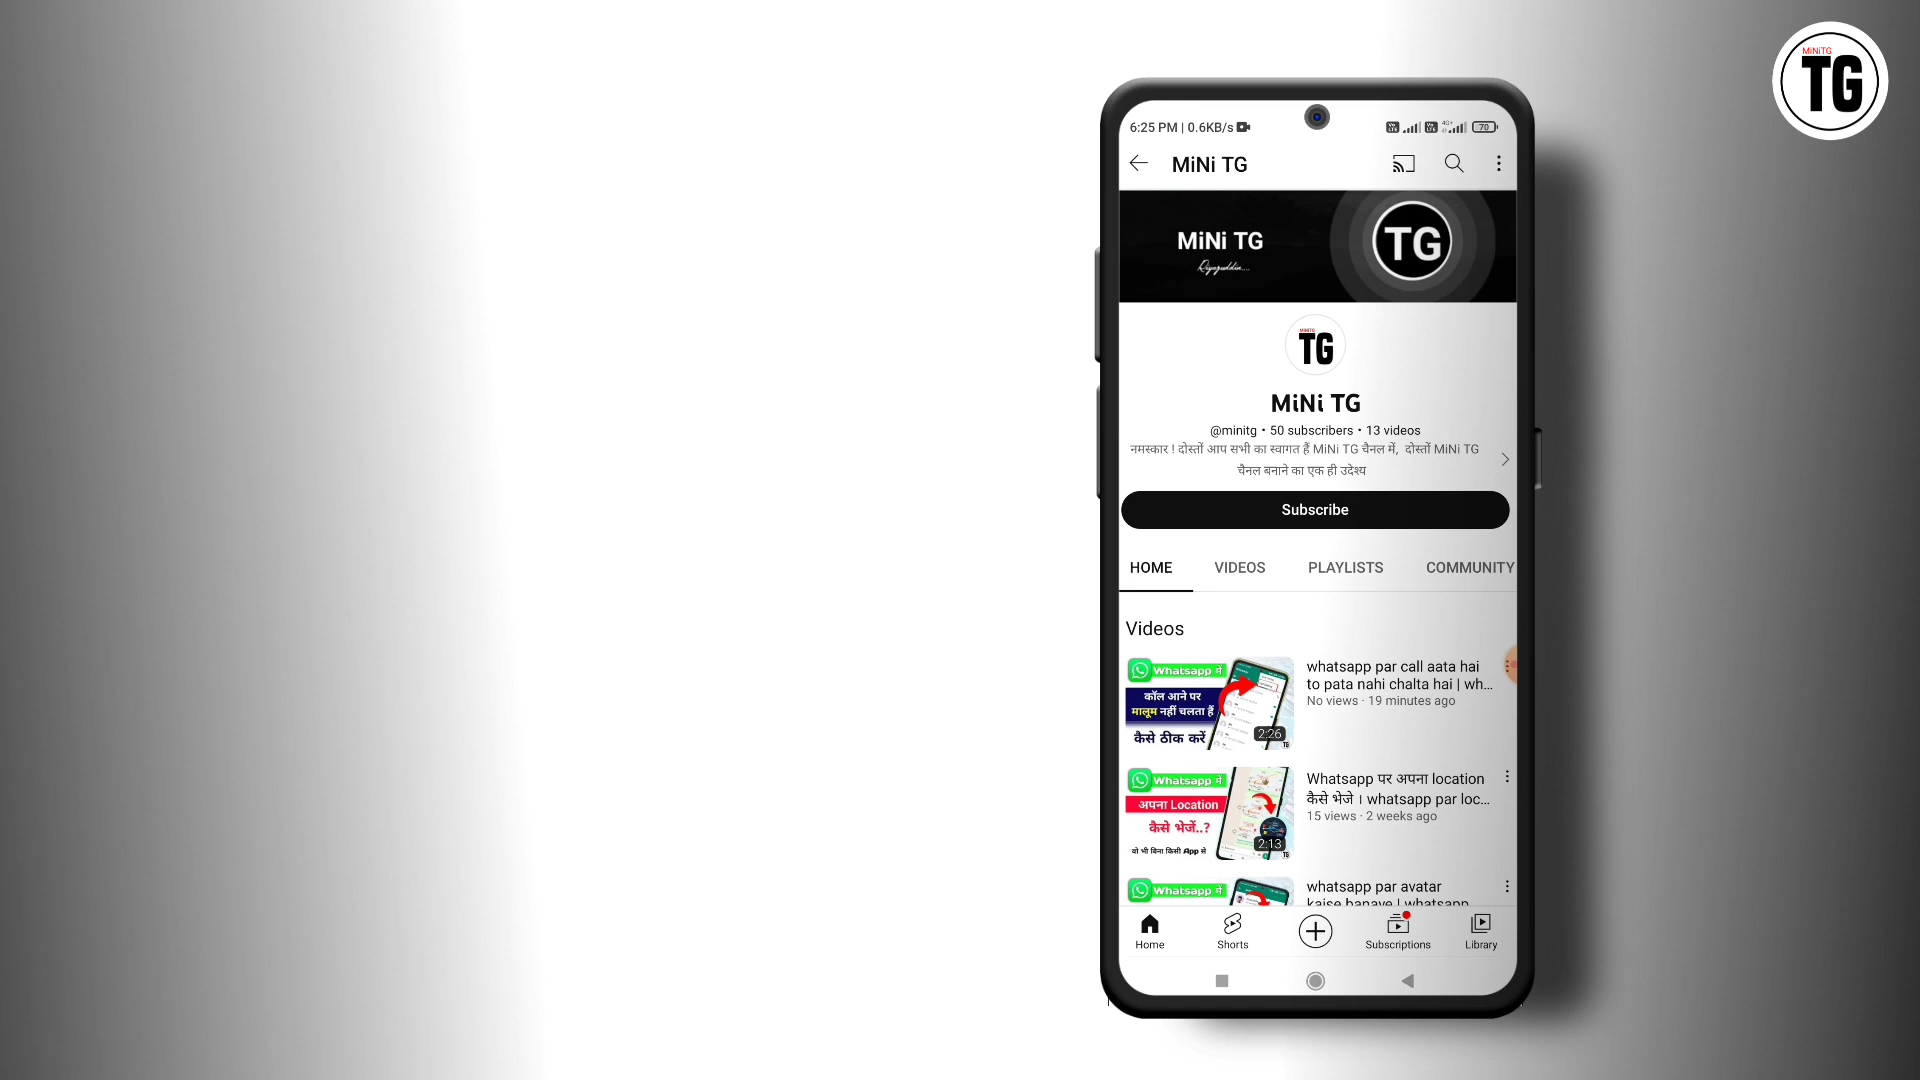 MiNiTG
TG
6:25 PM | 0.6KB/s
70
MiNi TG
MiNi TG
TG
MiNiTG
TG
MiNi TG
@minitg • 50 subscribers • 13 videos
नमस्कार ! दोस्तों आप सभी का स्वागत हैं MiNi TG चैनल में, दोस्तों MiNi TG
चैनल बनाने का एक ही उदेश्य
Subscribe
HOME VIDEOS PLAYLISTS COMMUNITY
Videos
Whatsapp में
कॉल आने पर
मालूम नहीं चलता हैं
कैसे ठीक करें
2:26
whatsapp par call aata hai
to pata nahi chalta hai | wh...
No views · 19 minutes ago
Whatsapp में
अपना Location
कैसे भेजें..?
वो भी बिना किसी App से
2:13
Whatsapp पर अपना location
कैसे भेजे । whatsapp par loc...
15 views · 2 weeks ago
Whatsapp में
whatsapp par avatar
kaise banaye | whatsapp
Home Shorts Subscriptions Library